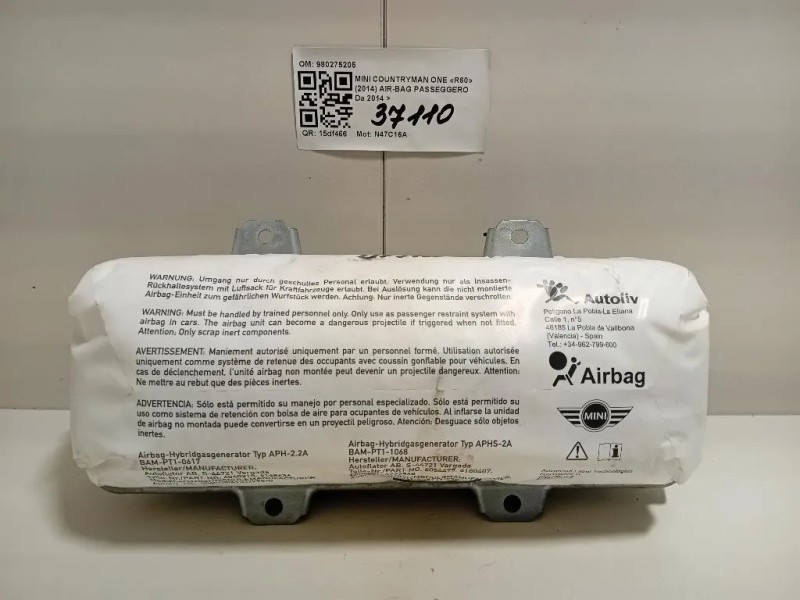 OM: 980275205
MINI COUNTRYMAN ONE «R60»
(2014) AIR-BAG PASSEGGERO
Da 2014 >
37110
QR: 15df466 Mot: N47C16A
WARNUNG: Umgang nur durch geschultes Personal erlaubt. Verwendung nur als Insassen-
Rückhaltesystem mit Luftsack für Kraftfahrzeuge erlaubt. Bei Auslösung kann die nicht montierte
Airbag-Einheit zum gefährlichen Wurfstück werden. Achtung: Nur inerte Gegenstände verschrotten.
WARNING: Must be handled by trained personnel only. Only use as passenger restraint system with
airbag in cars. The airbag unit can become a dangerous projectile if triggered when not fitted.
Attention: Only scrap inert components.
AVERTISSEMENT: Maniement autorisé uniquement par un personnel formé. Utilisation autorisée
uniquement comme système de retenue des occupants avec coussin gonflable pour véhicules. En
cas de déclenchement, l'unité airbag non montée peut devenir un projectile dangereux. Attention:
Ne mettre au rebut que des pièces inertes.
ADVERTENCIA: Sólo está permitido su manejo por personal especializado. Sólo está permitido su
uso como sistema de retención con bolsa de aire para ocupantes de vehículos. Al inflarse la unidad
de airbag no montada puede convertirse en un proyectil peligroso. Atención: Desguace sólo objetos
inertes.
Airbag-Hybridgasgenerator Typ APH-2.2A
BAM-PT1-0617
Hersteller/MANUFACTURER.
Autoflator AB, S-44721 Vargada
Airbag-Hybridgasgenerator Typ APHS-2A
BAM-PT1-1068
Hersteller/MANUFACTURER.
Autoflator AB, S-44721 Vargada
Autoliv
Poligono La Pobla-La Eliana
Calle 1, n°5
46185 La Pobla de Vallbona
(Valencia) - Spain
Tel.: +34-962-799-600
Airbag
MINI